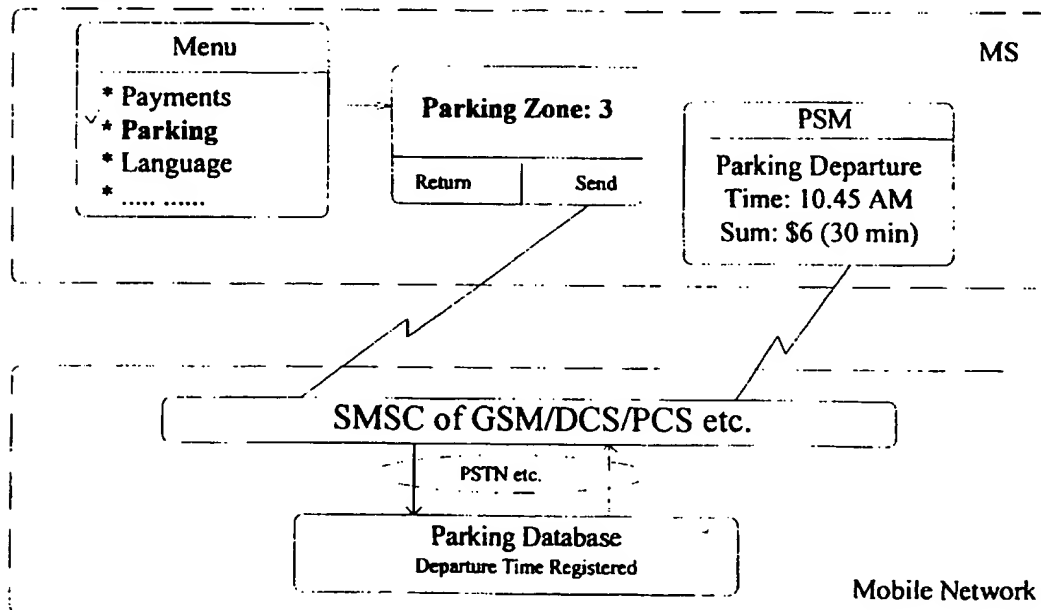 Menu
* Payments
* Parking
* Language
* ..... ......
Parking Zone: 3
Return
Send
MS
PSM
Parking Departure
Time: 10.45 AM
Sum: $6 (30 min)
SMSC of GSM/DCS/PCS etc.
PSTN etc.
Parking Database
Departure Time Registered
Mobile Network